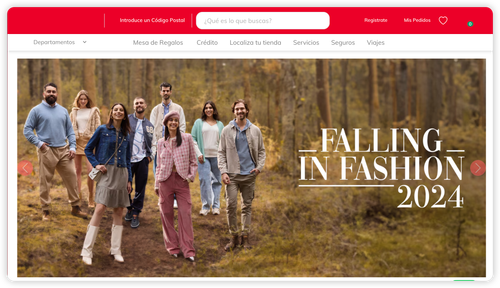 Introduce un Código Postal
¿Qué es lo que buscas?
Registrate
Mis Pedidos
0
Departamentos
Mesa de Regalos
Crédito
Localiza tu tienda
Servicios
Seguros
Viajes
FALLING
IN FASHION
2024